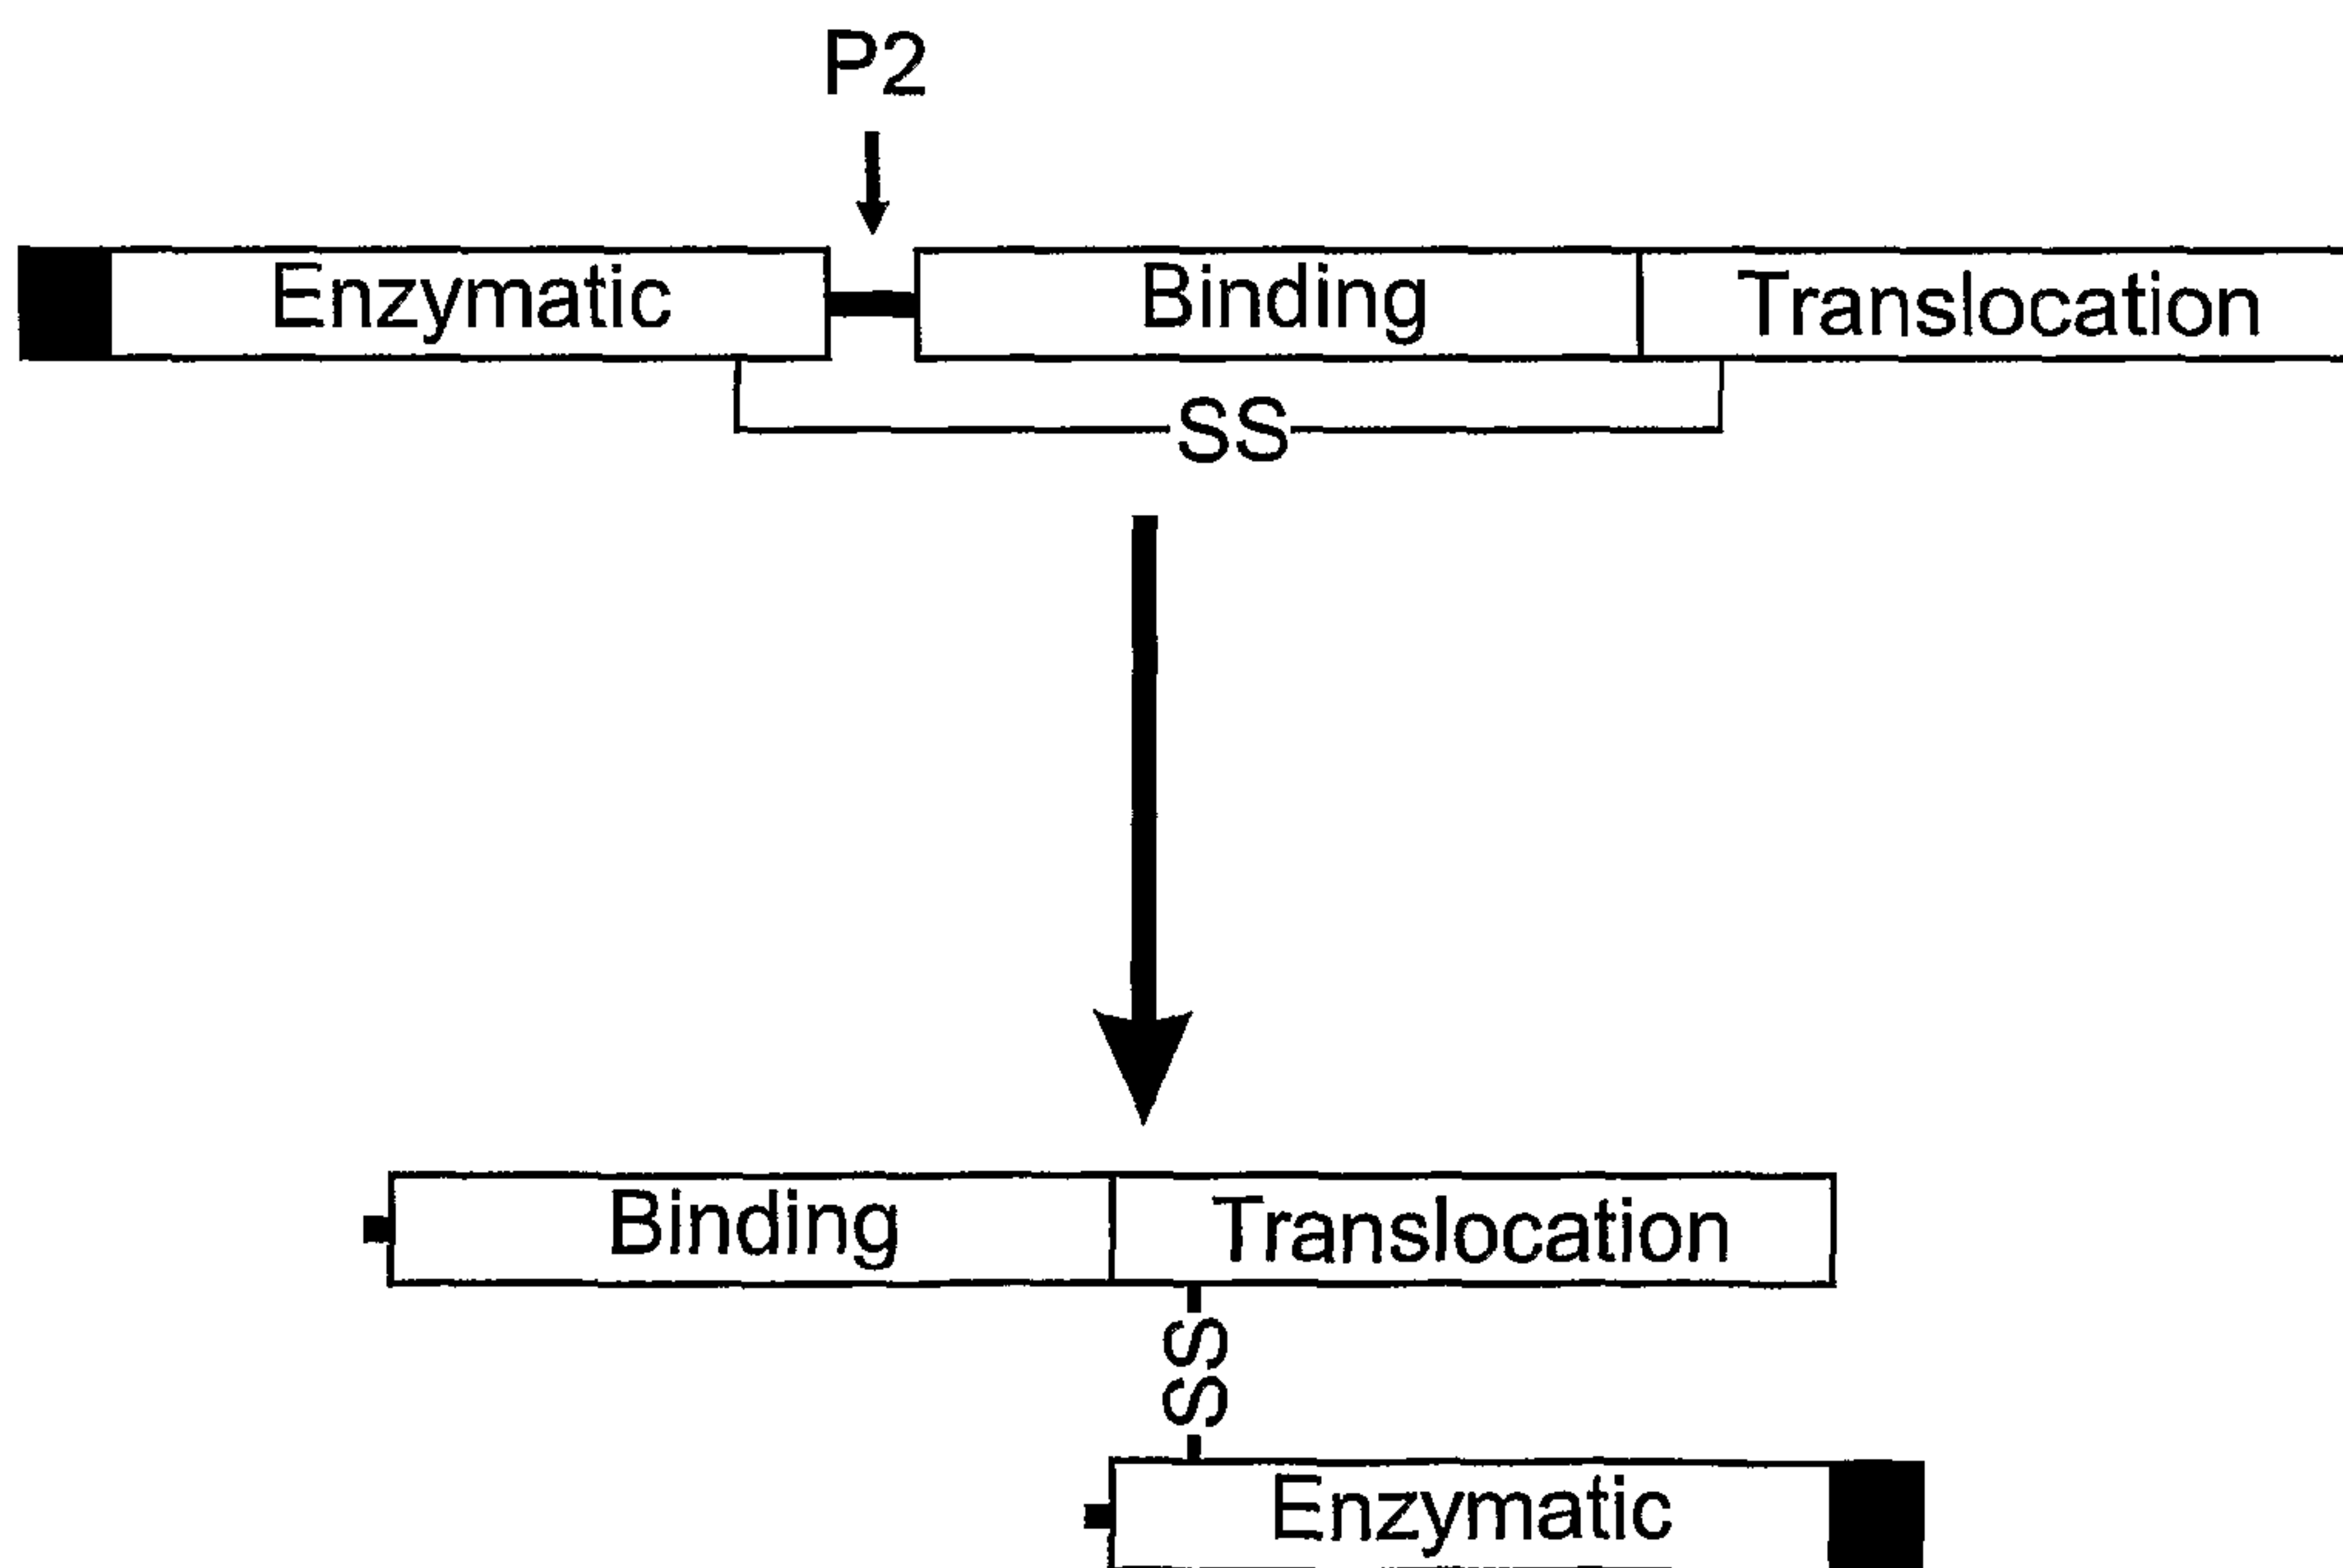 P2
Enzymatic Binding Translocation
SS
Binding Translocation
SS
Enzymatic